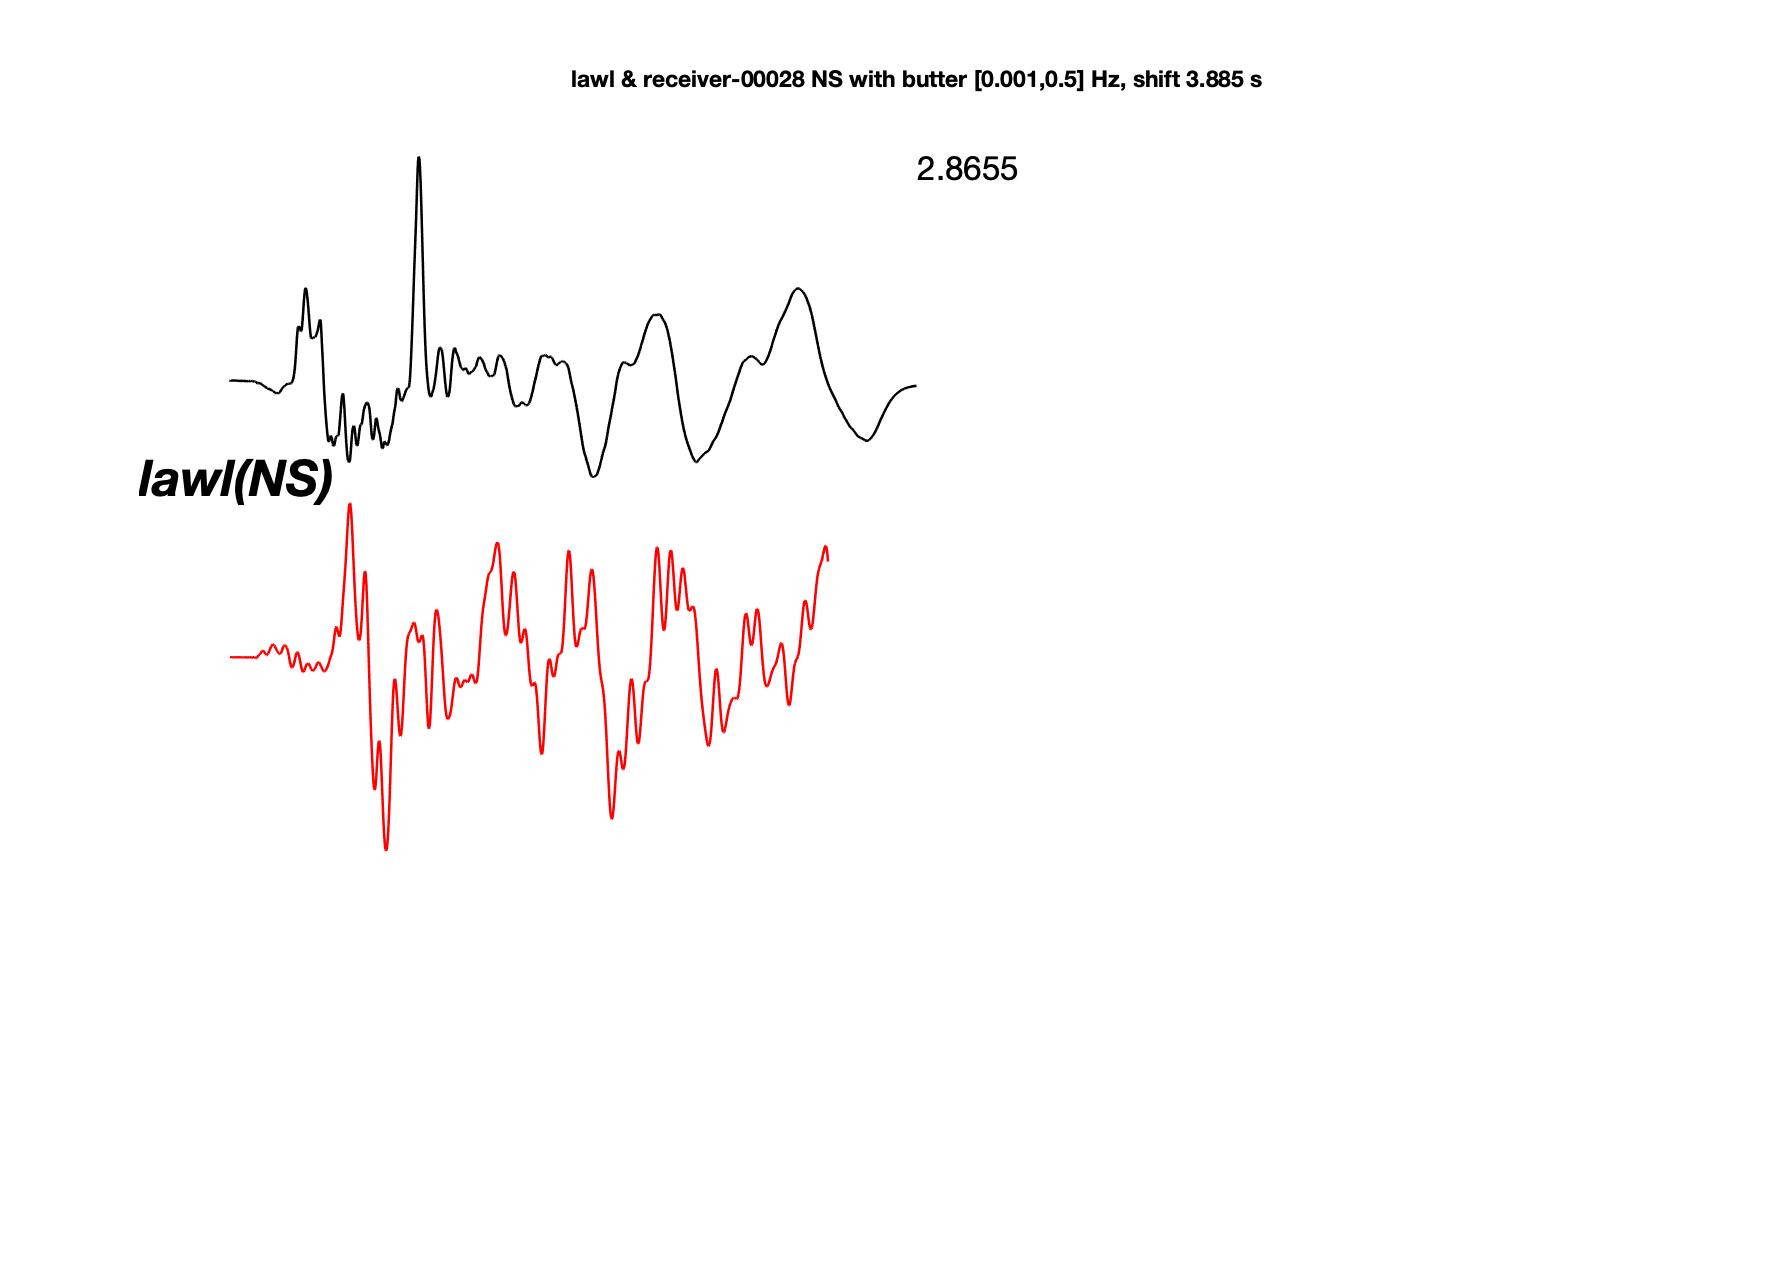 lawl & receiver-00028 NS with butter [0.001,0.5] Hz, shift 3.885 s
2.8655
lawl(NS)